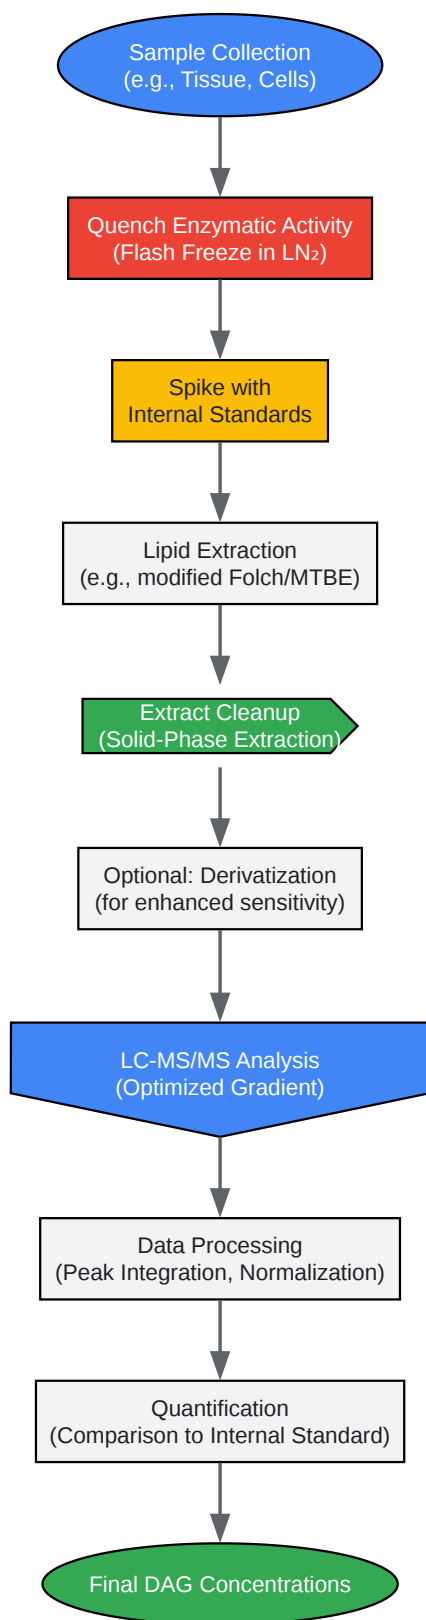 Sample Collection
(e.g., Tissue, Cells)
Quench Enzymatic Activity
(Flash Freeze in LN₂)
Spike with
Internal Standards
Lipid Extraction
(e.g., modified Folch/MTBE)
Extract Cleanup
(Solid-Phase Extraction)
Optional: Derivatization
(for enhanced sensitivity)
LC-MS/MS Analysis
(Optimized Gradient)
Data Processing
(Peak Integration, Normalization)
Quantification
(Comparison to Internal Standard)
Final DAG Concentrations